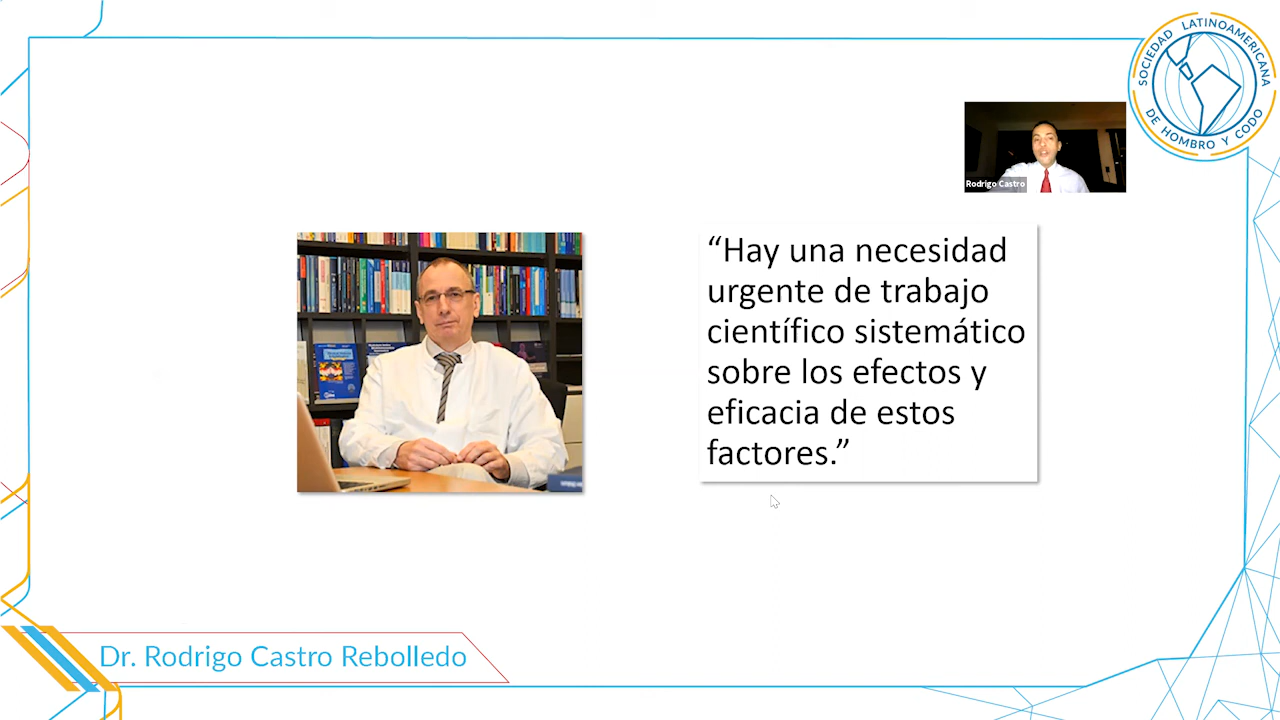 SOCIEDAD LATINOAMERICANA
DE HOMBRO Y CODO
Rodrigo Castro
“Hay una necesidad
urgente de trabajo
científico sistemático
sobre los efectos y
eficacia de estos
factores.”
Dr. Rodrigo Castro Rebolledo